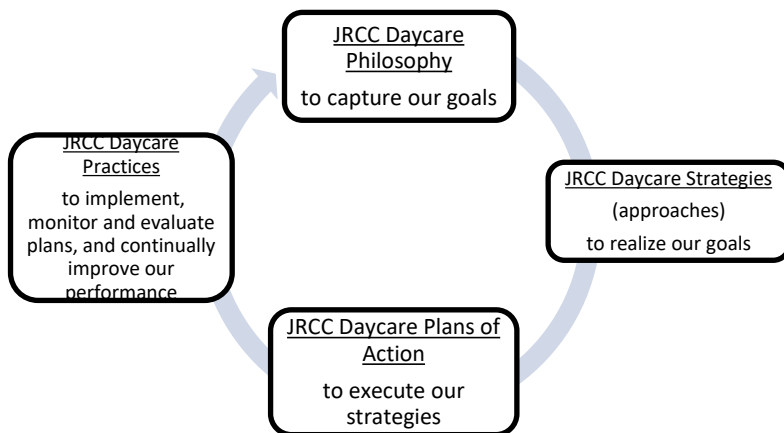 JRCC Daycare
Philosophy
to capture our goals
JRCC Daycare Strategies
(approaches)
to realize our goals
JRCC Daycare Plans of
Action
to execute our
strategies
JRCC Daycare
Practices
to implement,
monitor and evaluate
plans, and continually
improve our
performance